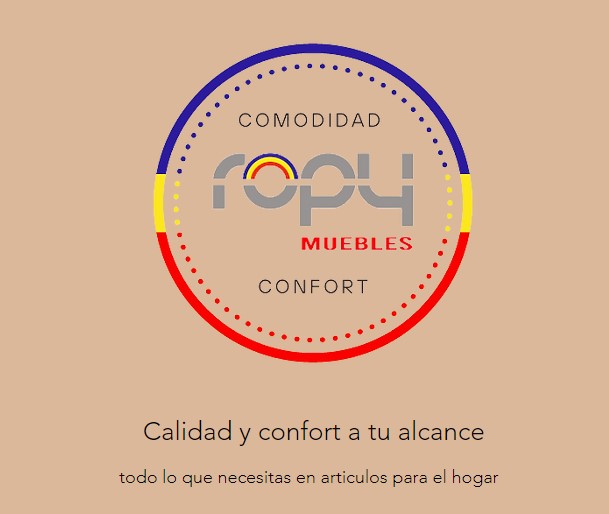 COMODIDAD
ropy
MUEBLES
CONFORT
Calidad y confort a tu alcance
todo lo que necesitas en articulos para el hogar